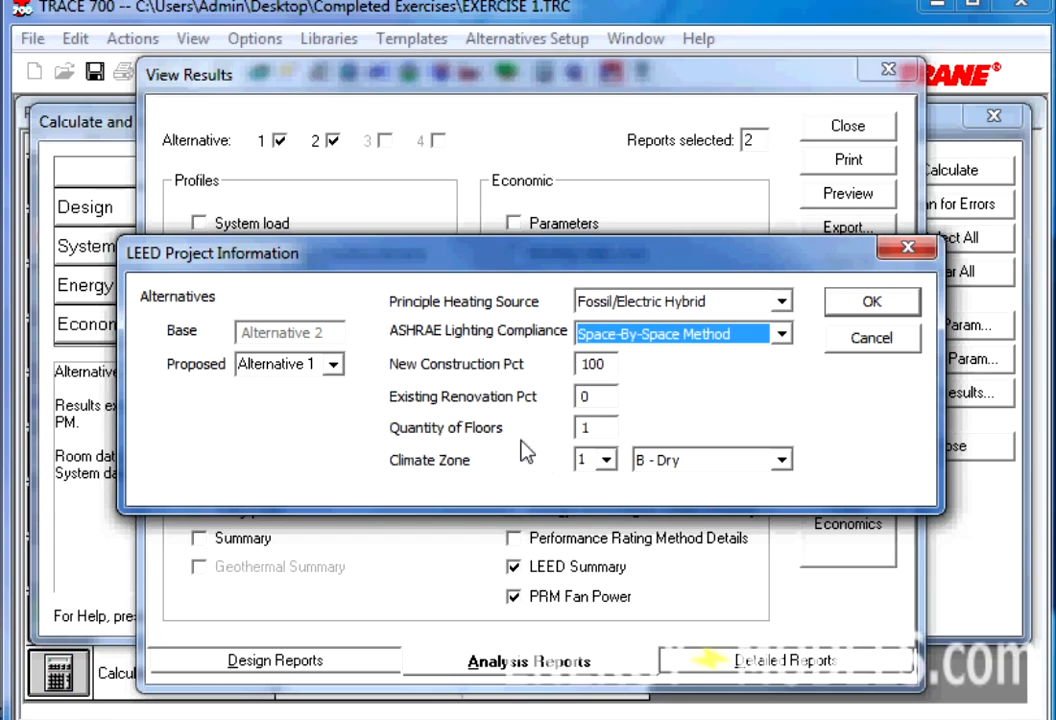 TRACE 700 -- C:\Users\Admin\Desktop\Completed Exercises\EXERCISE 1.TRC
File Edit Actions View Options Libraries Templates Alternatives Setup Window Help
View Results
RANE®
Calculate and
Alternative: 1 2 3 4
Reports selected: 2
Close
Print
Preview
Export...
Profiles
System load
Economic
Parameters
Calculate
n for Errors
ect All
ar All
Param...
Param...
esults...
ose
Design
System
Energy
Econom
LEED Project Information
Alternatives
Base Alternative 2
Proposed Alternative 1
Principle Heating Source Fossil/Electric Hybrid
ASHRAE Lighting Compliance Space-By-Space Method
New Construction Pct 100
Existing Renovation Pct 0
Quantity of Floors 1
Climate Zone 1 B - Dry
OK
Cancel
Alternative
Results ex
PM.
Room dat
System da
Economics
Summary
Geothermal Summary
Performance Rating Method Details
LEED Summary
PRM Fan Power
For Help, pre
Design Reports
Analysis Reports
Detailed Reports
Calcul